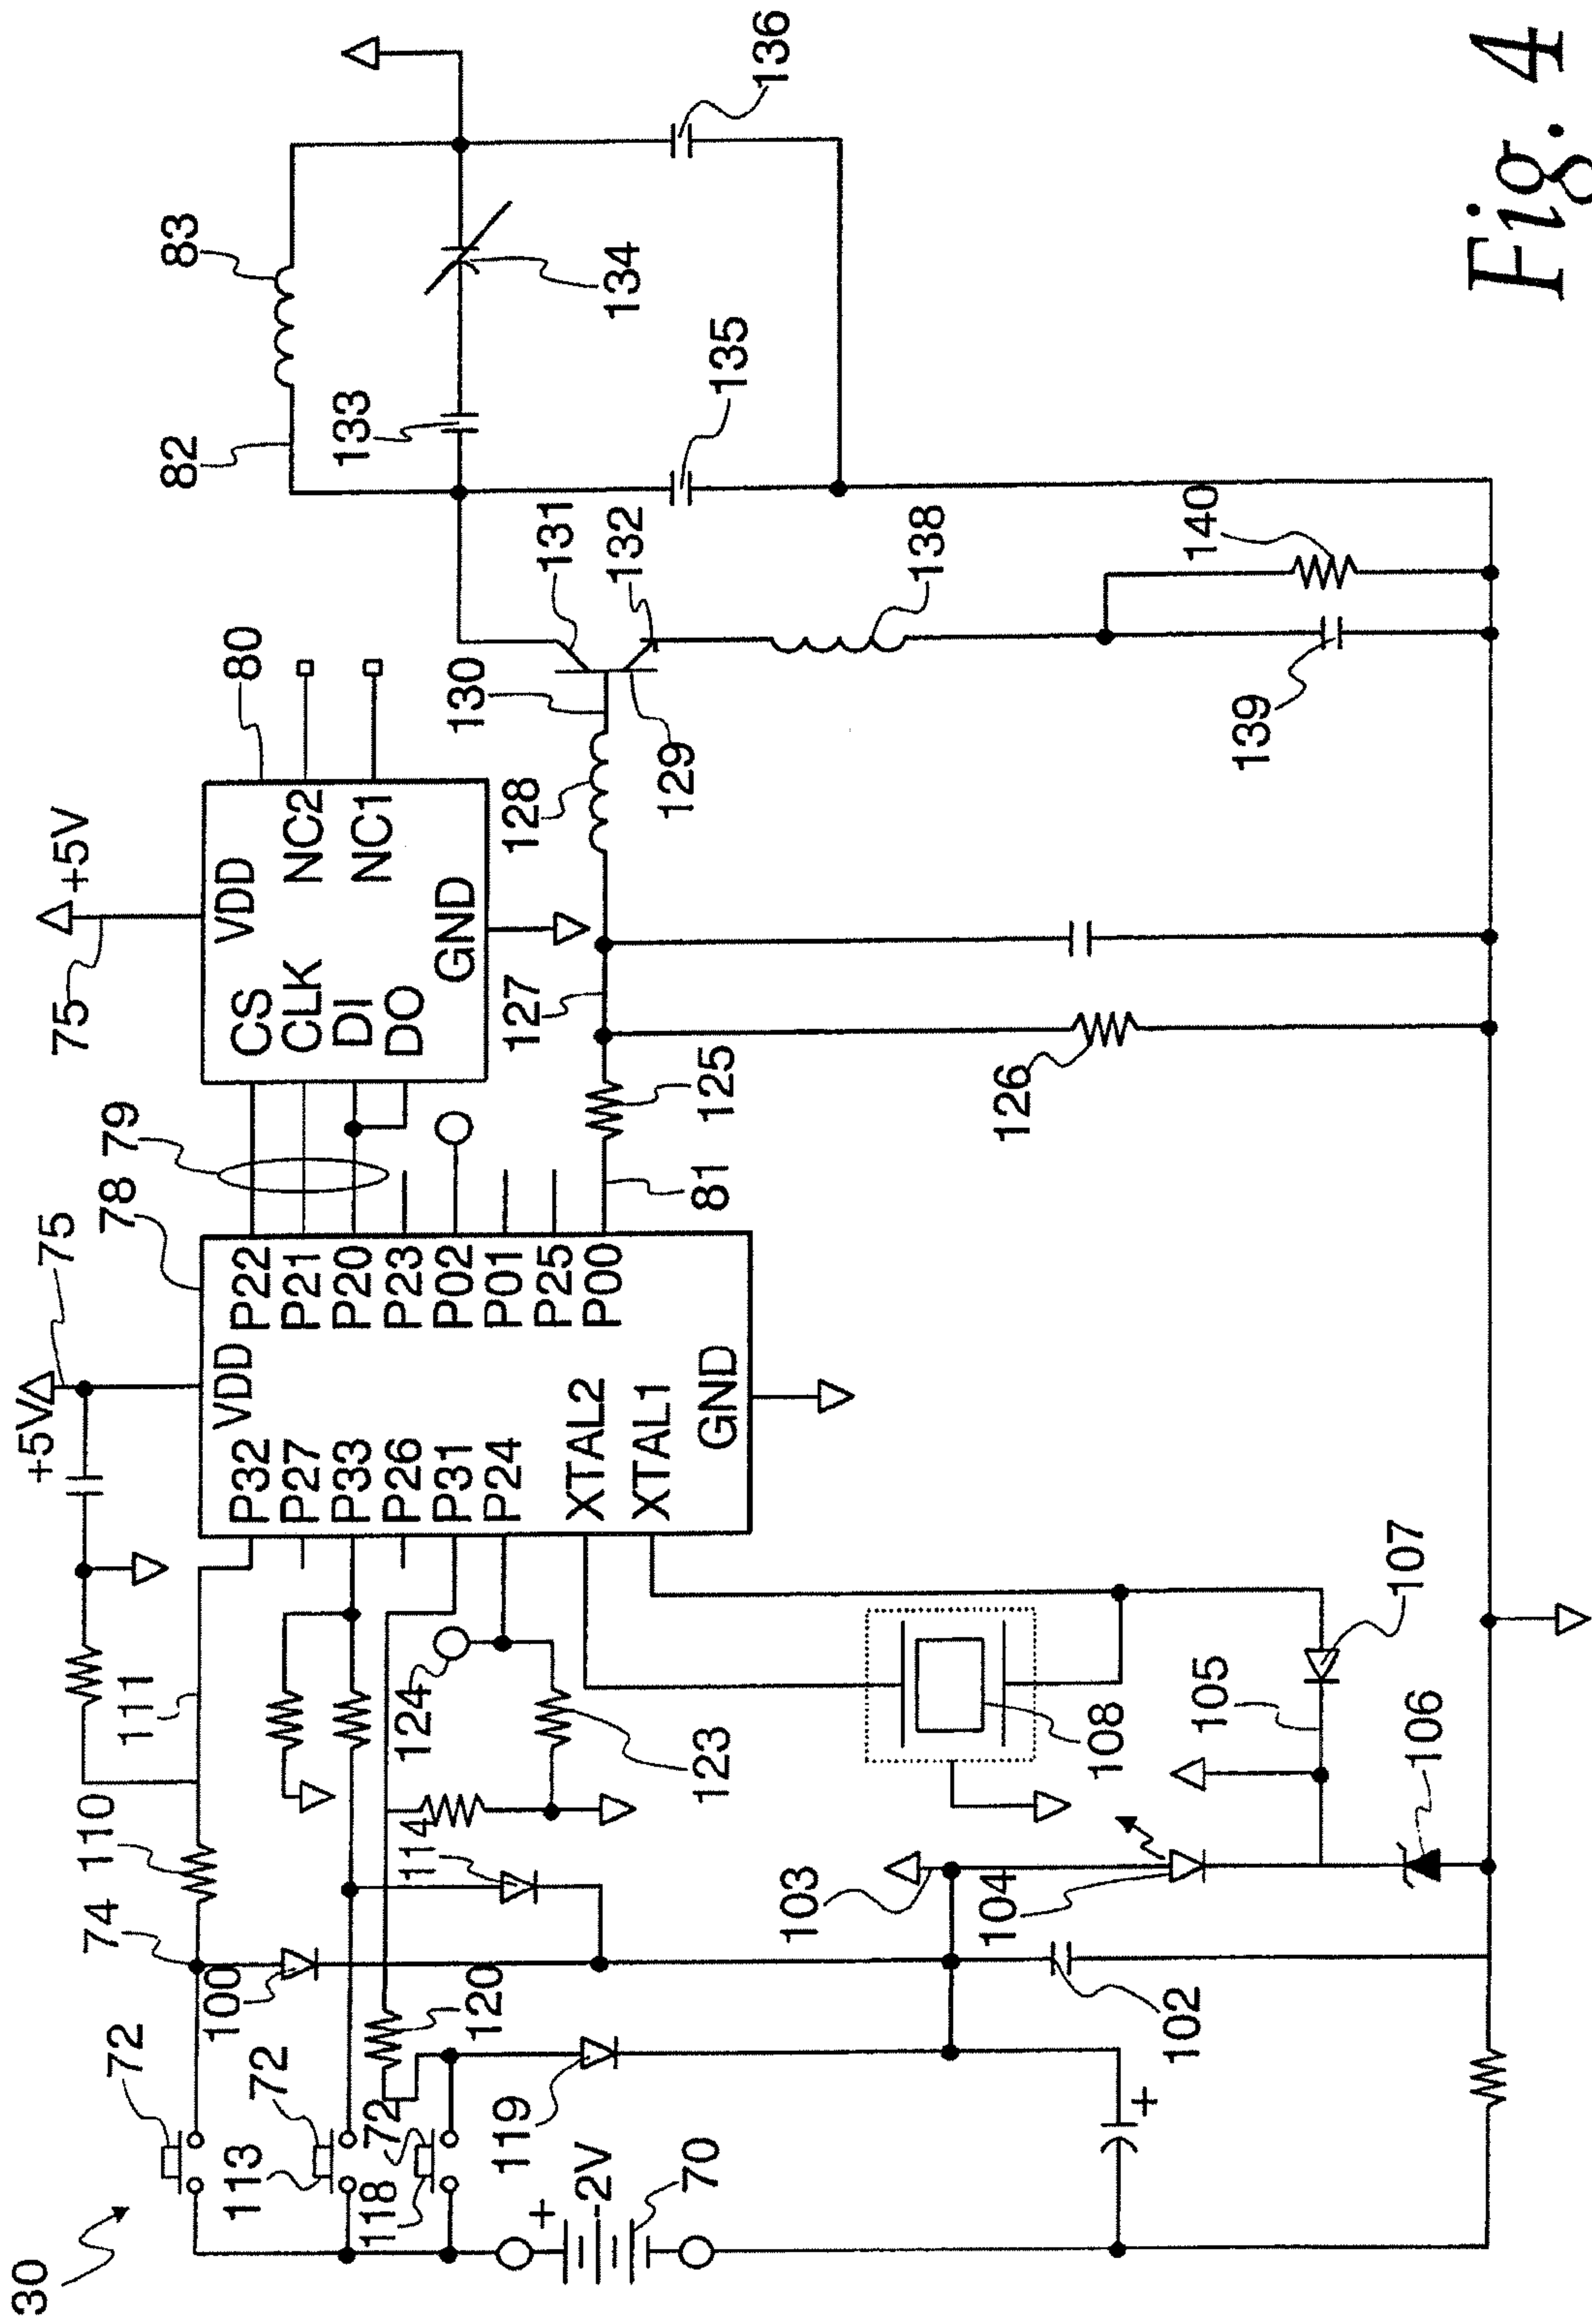 30
+5V
75
75
+5V
72
74
110
111
78
79
82
83
100
P32
VDD
P22
CS
VDD
80
113
72
P27
P21
CLK
NC2
P33
P20
DI
NC1
133
118
72
114
124
P26
P23
DO
P31
P02
GND
130
120
P24
P01
127
128
119
P25
131
+
-2V
XTAL2
P00
134
132
70
123
XTAL1
81
125
129
135
136
GND
103
138
104
108
126
102
+
105
139
140
106
107
Fig. 4